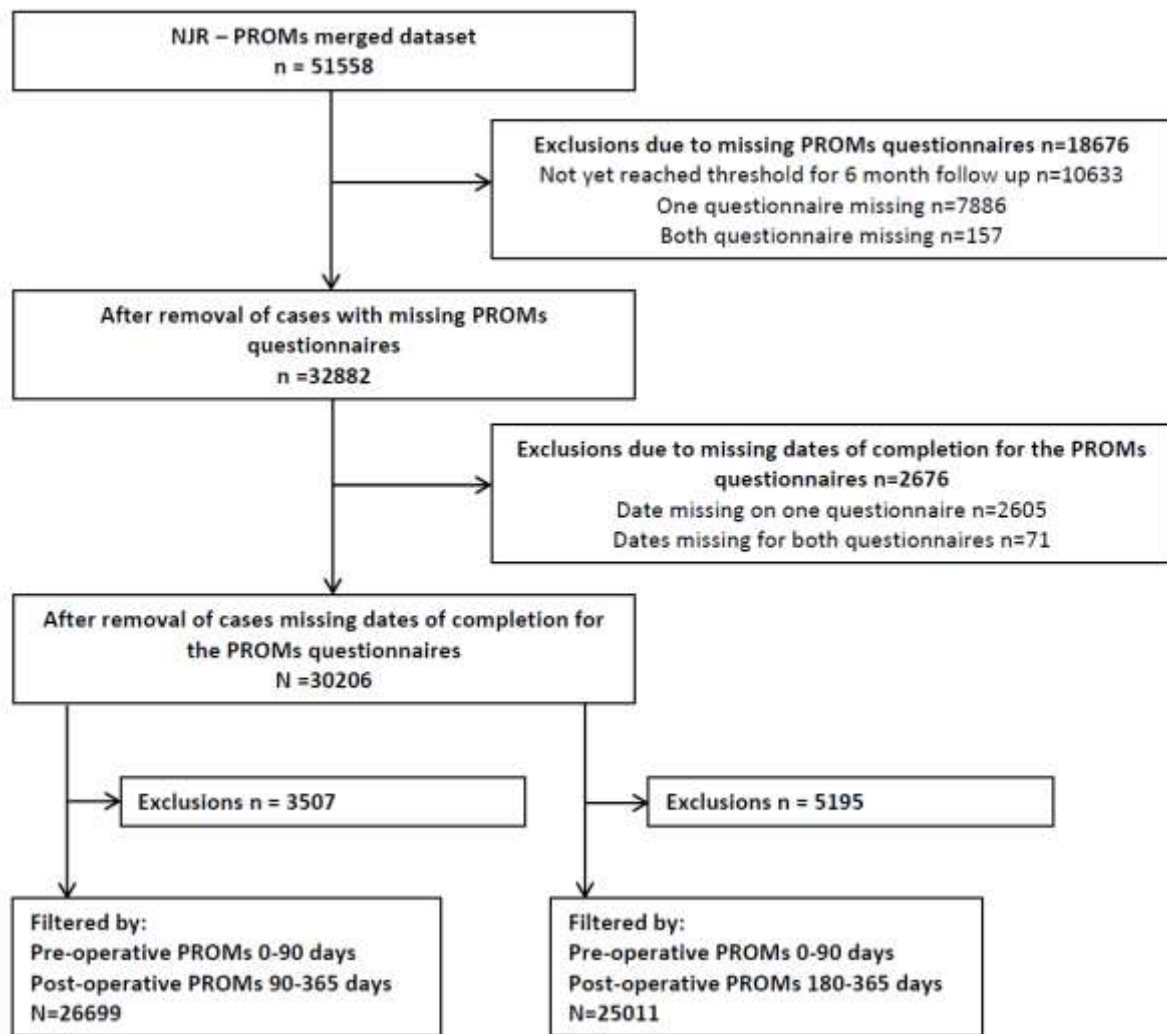 NJR – PROMs merged dataset
n = 51558
Exclusions due to missing PROMs questionnaires n=18676
Not yet reached threshold for 6 month follow up n=10633
One questionnaire missing n=7886
Both questionnaire missing n=157
After removal of cases with missing PROMs
questionnaires
n =32882
Exclusions due to missing dates of completion for the PROMs
questionnaires n=2676
Date missing on one questionnaire n=2605
Dates missing for both questionnaires n=71
After removal of cases missing dates of completion for
the PROMs questionnaires
N =30206
Exclusions n = 3507
Exclusions n = 5195
Filtered by:
Pre-operative PROMs 0-90 days
Post-operative PROMs 90-365 days
N=26699
Filtered by:
Pre-operative PROMs 0-90 days
Post-operative PROMs 180-365 days
N=25011